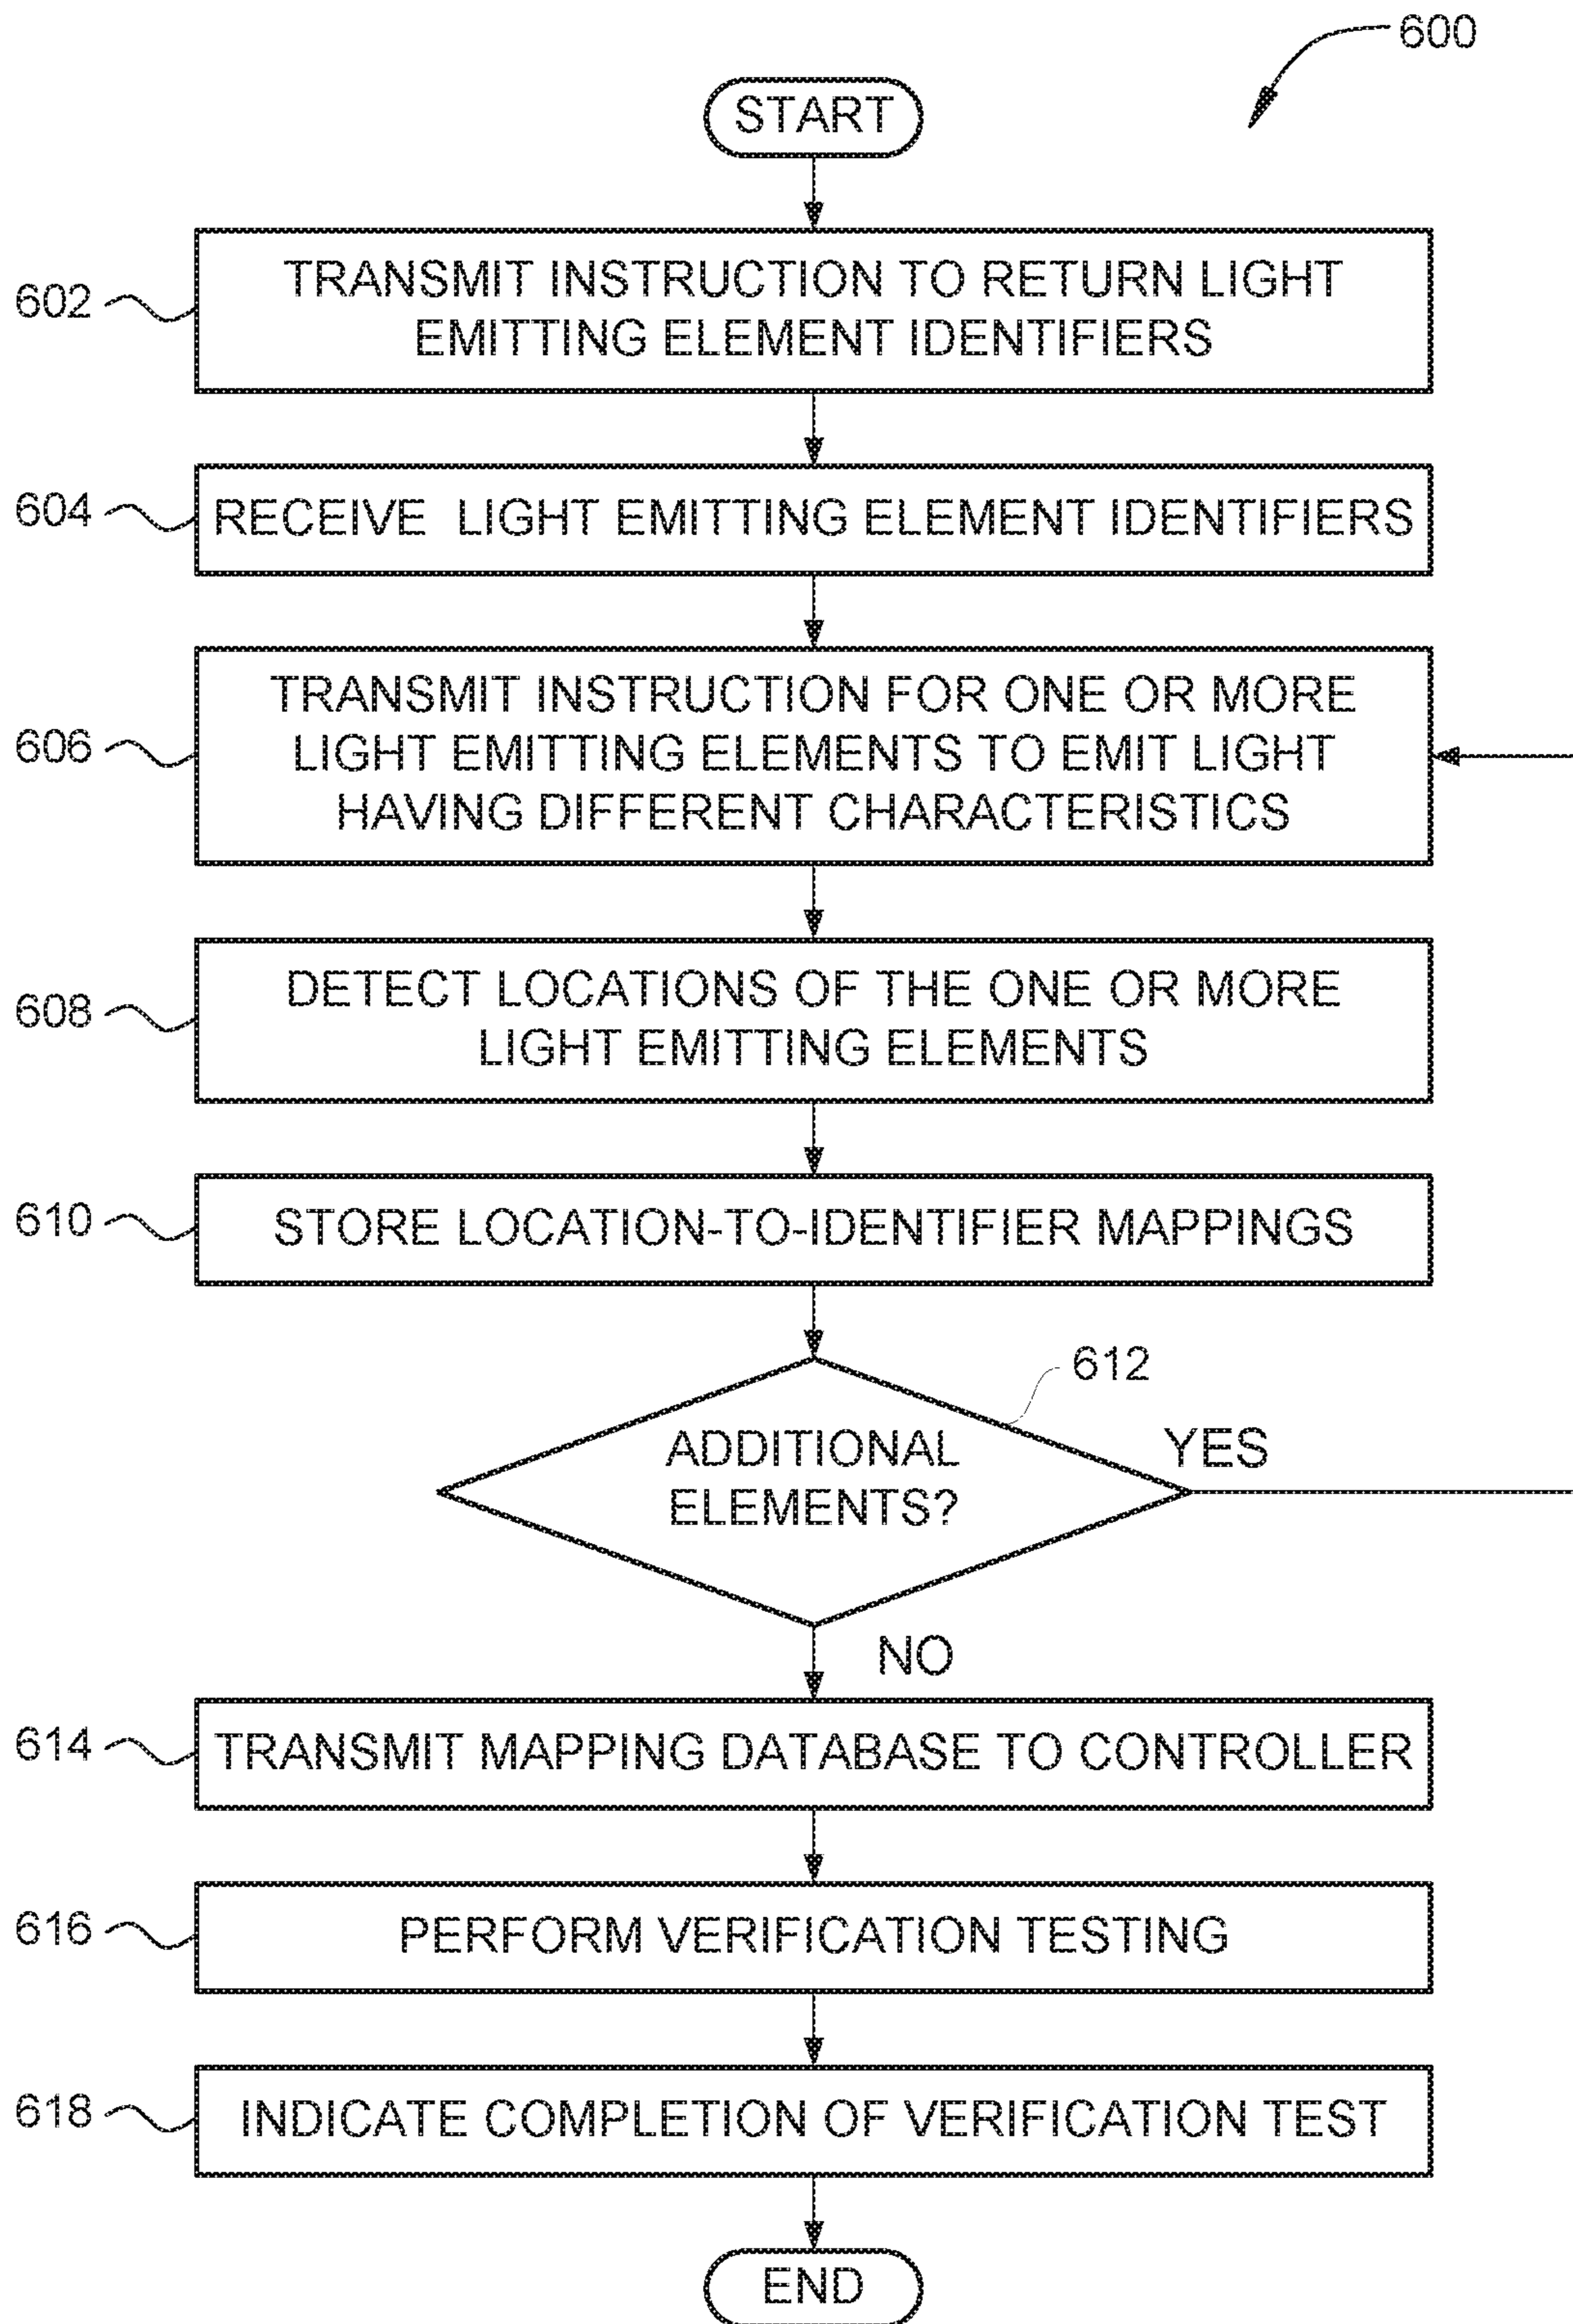 600
START
602
TRANSMIT INSTRUCTION TO RETURN LIGHT
EMITTING ELEMENT IDENTIFIERS
604
RECEIVE LIGHT EMITTING ELEMENT IDENTIFIERS
606
TRANSMIT INSTRUCTION FOR ONE OR MORE
LIGHT EMITTING ELEMENTS TO EMIT LIGHT
HAVING DIFFERENT CHARACTERISTICS
608
DETECT LOCATIONS OF THE ONE OR MORE
LIGHT EMITTING ELEMENTS
610
STORE LOCATION-TO-IDENTIFIER MAPPINGS
612
ADDITIONAL
ELEMENTS?
YES
NO
614
TRANSMIT MAPPING DATABASE TO CONTROLLER
616
PERFORM VERIFICATION TESTING
618
INDICATE COMPLETION OF VERIFICATION TEST
END